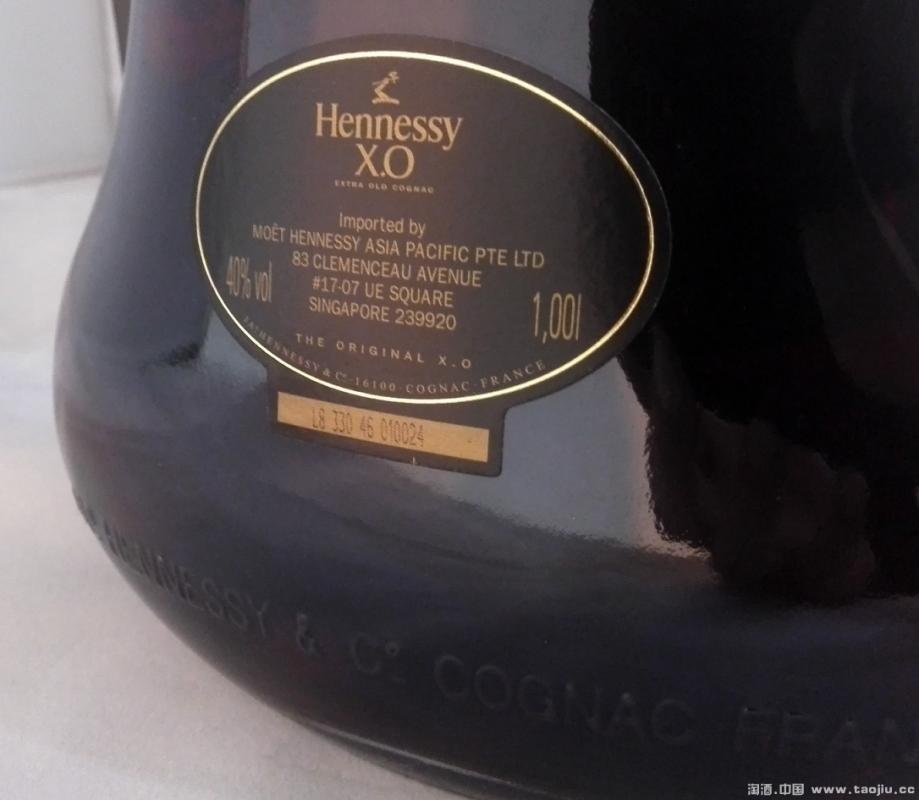 Hennessy
X.O
EXTRA OLD COGNAC
Imported by
MOËT HENNESSY ASIA PACIFIC PTE LTD
83 CLEMENCEAU AVENUE
#17-07 UE SQUARE
SINGAPORE 239920
40% vol
1,00l
THE ORIGINAL X.O
JAS HENNESSY & Cº · 16100 · COGNAC · FRANCE
L8 330 46 010024
HENNESSY & Cº COGNAC FRAN
淘酒.中国 www.taojiu.cc